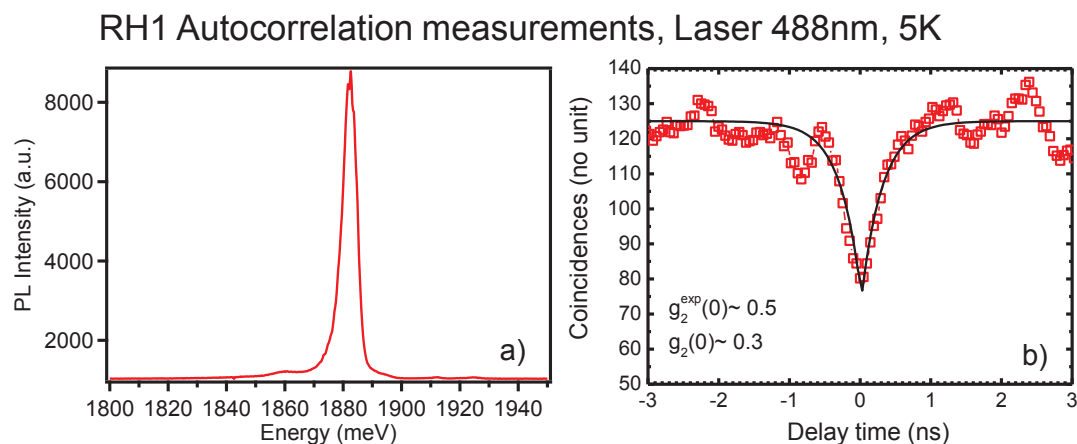 RH1 Autocorrelation measurements, Laser 488nm, 5K
PL Intensity (a.u.)
8000
6000
4000
2000
a)
1800 1820 1840 1860 1880 1900 1920 1940
Energy (meV)
Coincidences (no unit)
140
130
120
110
100
90
80
70
60
50
g₂ᵉˣᵖ(0)~ 0.5
g₂(0)~ 0.3
b)
-3 -2 -1 0 1 2 3
Delay time (ns)